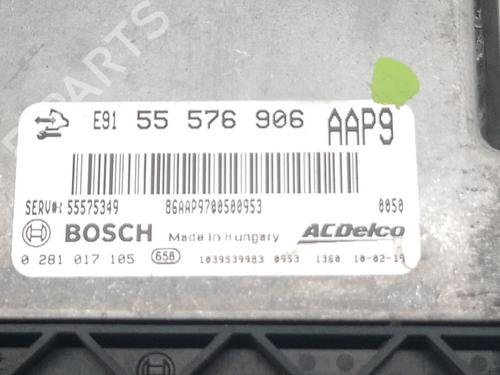 PARTS
E91 55 576 906 AAP9
SERV#: 55575349 86AAP9700500953 0050
BOSCH Made in Hungary ACDelco
0 281 017 105 658 1039539983 0953 1360 10-02-19